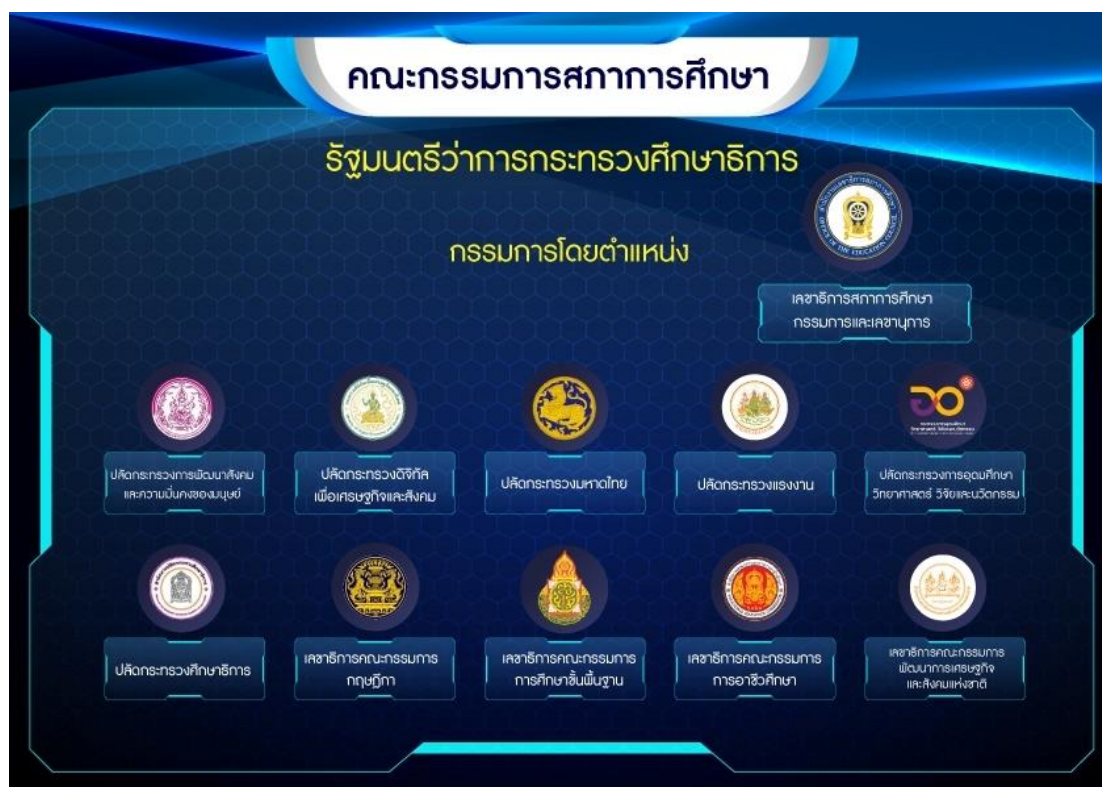 คณะกรรมการสภาการศึกษา
รัฐมนตรีว่าการกระทรวงศึกษาธิการ
กรรมการโดยตำแหน่ง
OFFICE OF THE EDUCATION COUNCIL
เลขาธิการสภาการศึกษา
กรรมการและเลขานุการ
ปลัดกระทรวงการพัฒนาสังคม
และความมั่นคงของมนุษย์
ปลัดกระทรวงดิจิทัล
เพื่อเศรษฐกิจและสังคม
ปลัดกระทรวงมหาดไทย
ปลัดกระทรวงแรงงาน
ปลัดกระทรวงการอุดมศึกษา
วิทยาศาสตร์ วิจัยและนวัตกรรม
ปลัดกระทรวงศึกษาธิการ
เลขาธิการคณะกรรมการ
กฤษฎีกา
เลขาธิการคณะกรรมการ
การศึกษาขั้นพื้นฐาน
เลขาธิการคณะกรรมการ
การอาชีวศึกษา
เลขาธิการคณะกรรมการ
พัฒนาการเศรษฐกิจ
และสังคมแห่งชาติ